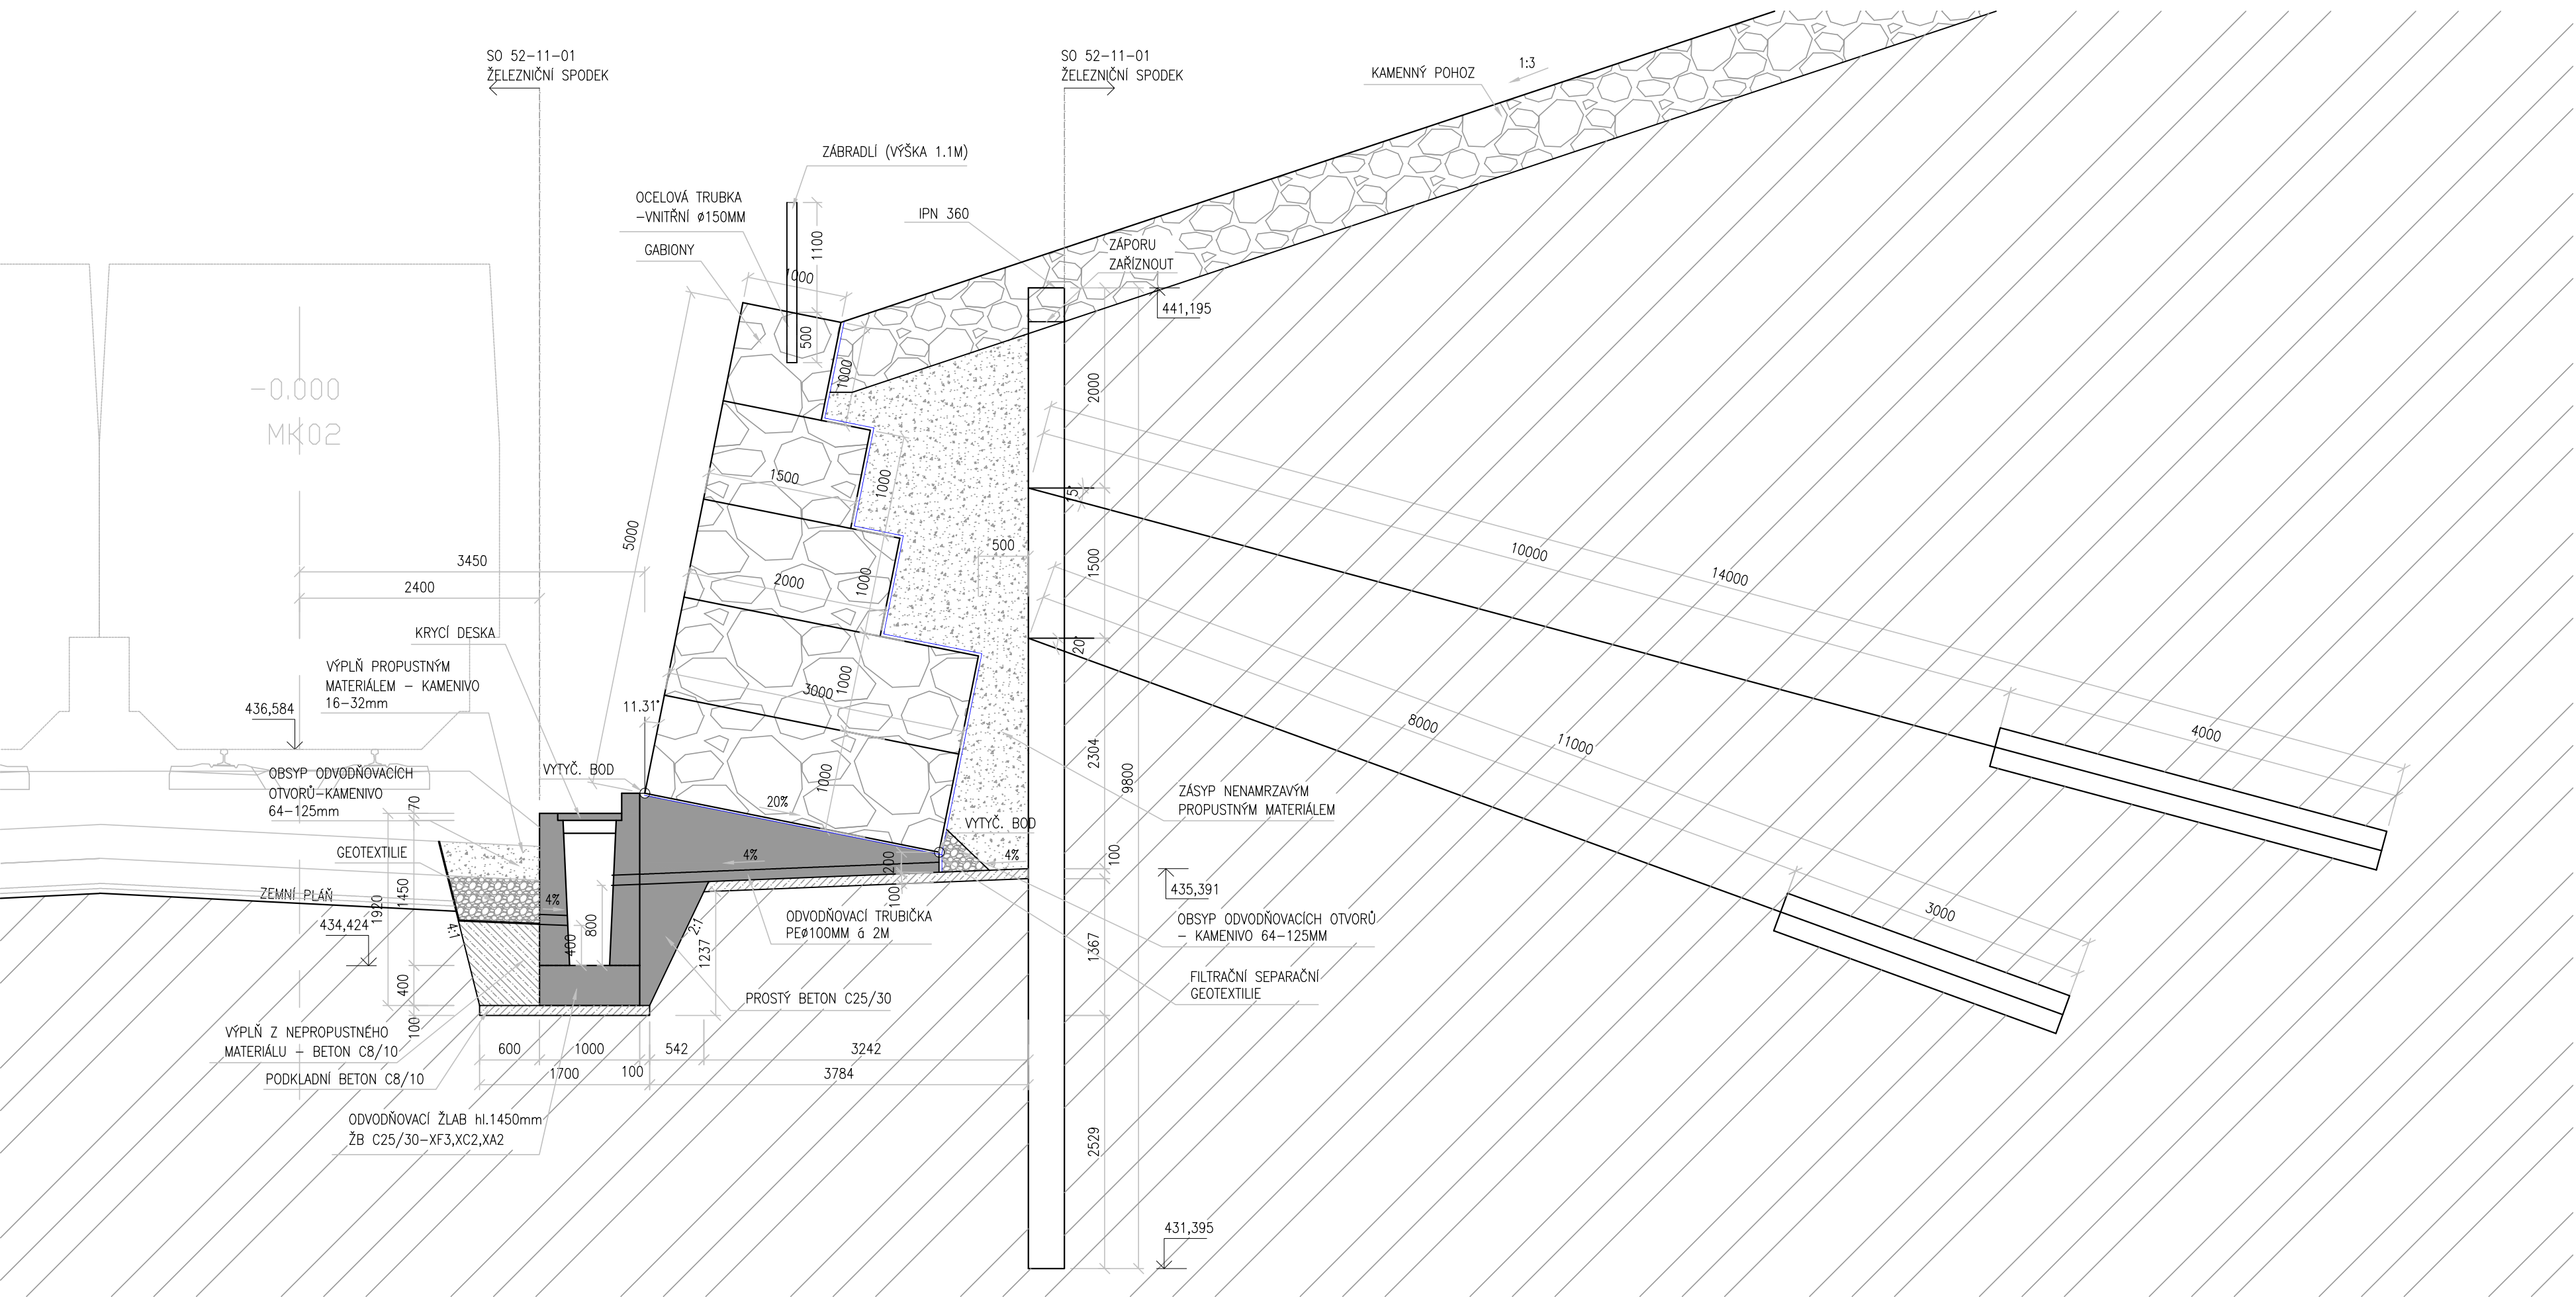 SO 52-11-01
ŽELEZNIČNÍ SPODEK
SO 52-11-01
ŽELEZNIČNÍ SPODEK
KAMENNÝ POHOZ
1:3
ZÁBRADLÍ (VÝŠKA 1.1M)
OCELOVÁ TRUBKA
-VNITŘNÍ ø150MM
GABIONY
IPN 360
ZÁPORU
ZAŘÍZNOUT
441,195
1100
1000
500
1000
2000
-0.000
MK02
1500
1000
15°
5000
500
1500
10000
14000
3450
2400
2000
1000
20°
KRYCÍ DESKA
VÝPLŇ PROPUSTNÝM
MATERIÁLEM - KAMENIVO
16-32mm
436,584
11.31°
3000
1000
8000
11000
4000
2304
9800
OBSYP ODVODŇOVACÍCH
OTVORŮ-KAMENIVO
64-125mm
VYTYČ. BOD
20%
1000
ZÁSYP NENAMRZAVÝM
PROPUSTNÝM MATERIÁLEM
VYTYČ. BOD
70
GEOTEXTILIE
4%
200
4%
100
435,391
ZEMNÍ PLÁŇ
1450
1920
4%
100
434,424
4:1
400
800
2:1
1237
ODVODŇOVACÍ TRUBIČKA
PEø100MM á 2M
OBSYP ODVODŇOVACÍCH OTVORŮ
- KAMENIVO 64-125MM
1367
3000
FILTRAČNÍ SEPARAČNÍ
GEOTEXTILIE
400
PROSTÝ BETON C25/30
100
VÝPLŇ Z NEPROPUSTNÉHO
MATERIÁLU - BETON C8/10
600
1000
542
3242
PODKLADNÍ BETON C8/10
1700
100
3784
ODVODŇOVACÍ ŽLAB hl.1450mm
ŽB C25/30-XF3,XC2,XA2
2529
431,395